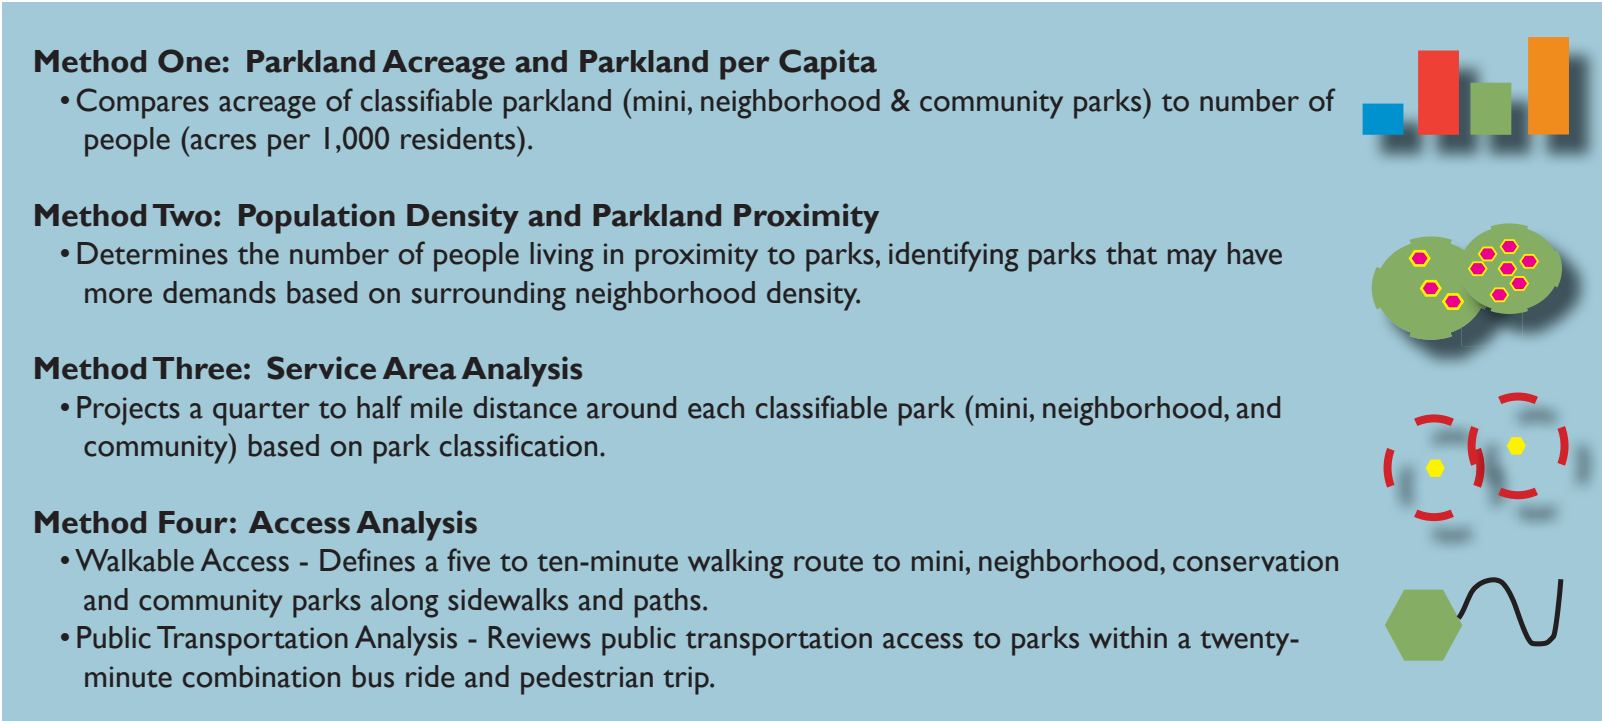 Method One: Parkland Acreage and Parkland per Capita
• Compares acreage of classifiable parkland (mini, neighborhood & community parks) to number of
people (acres per 1,000 residents).
Method Two: Population Density and Parkland Proximity
• Determines the number of people living in proximity to parks, identifying parks that may have
more demands based on surrounding neighborhood density.
Method Three: Service Area Analysis
• Projects a quarter to half mile distance around each classifiable park (mini, neighborhood, and
community) based on park classification.
Method Four: Access Analysis
• Walkable Access - Defines a five to ten-minute walking route to mini, neighborhood, conservation
and community parks along sidewalks and paths.
• Public Transportation Analysis - Reviews public transportation access to parks within a twenty-
minute combination bus ride and pedestrian trip.